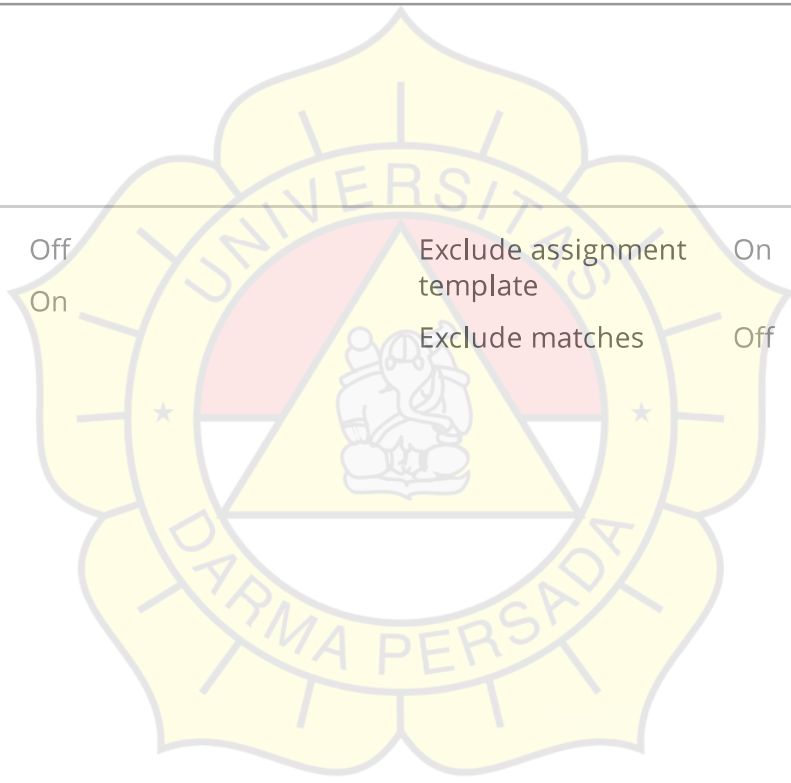 UNIVERSITAS
Off
On
Exclude assignment
template
On
Exclude matches
Off
DARMA PERSADA